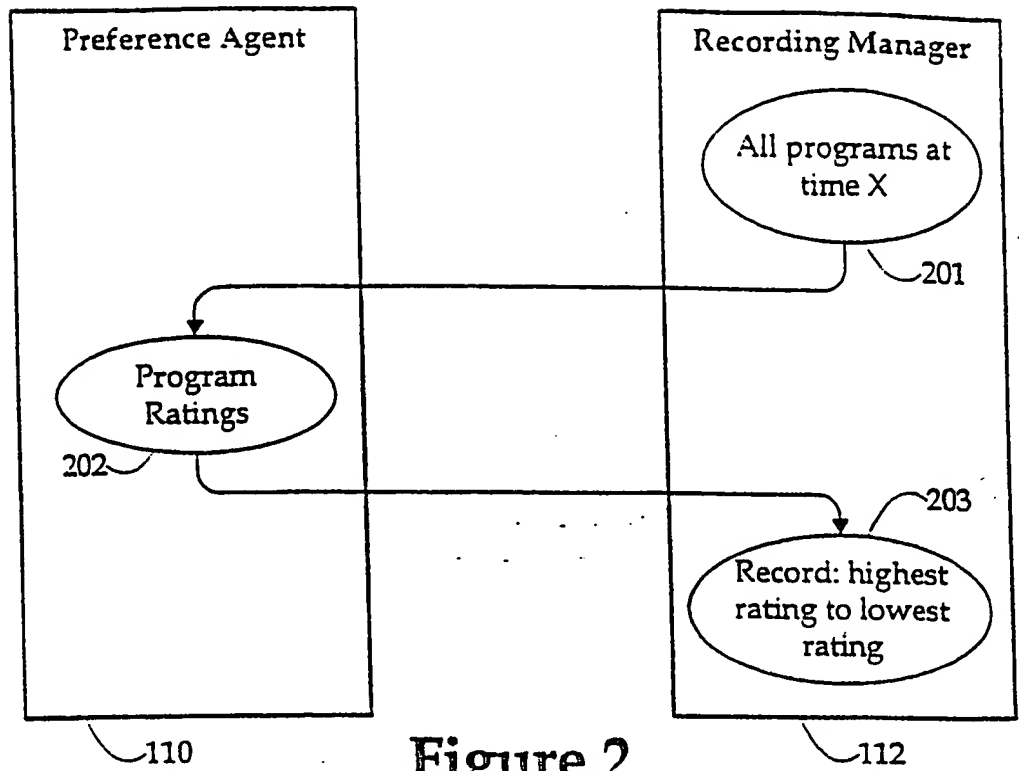 Preference Agent
Recording Manager
All programs at
time X
201
Program
Ratings
202
203
Record: highest
rating to lowest
rating
110
112
Figure 2